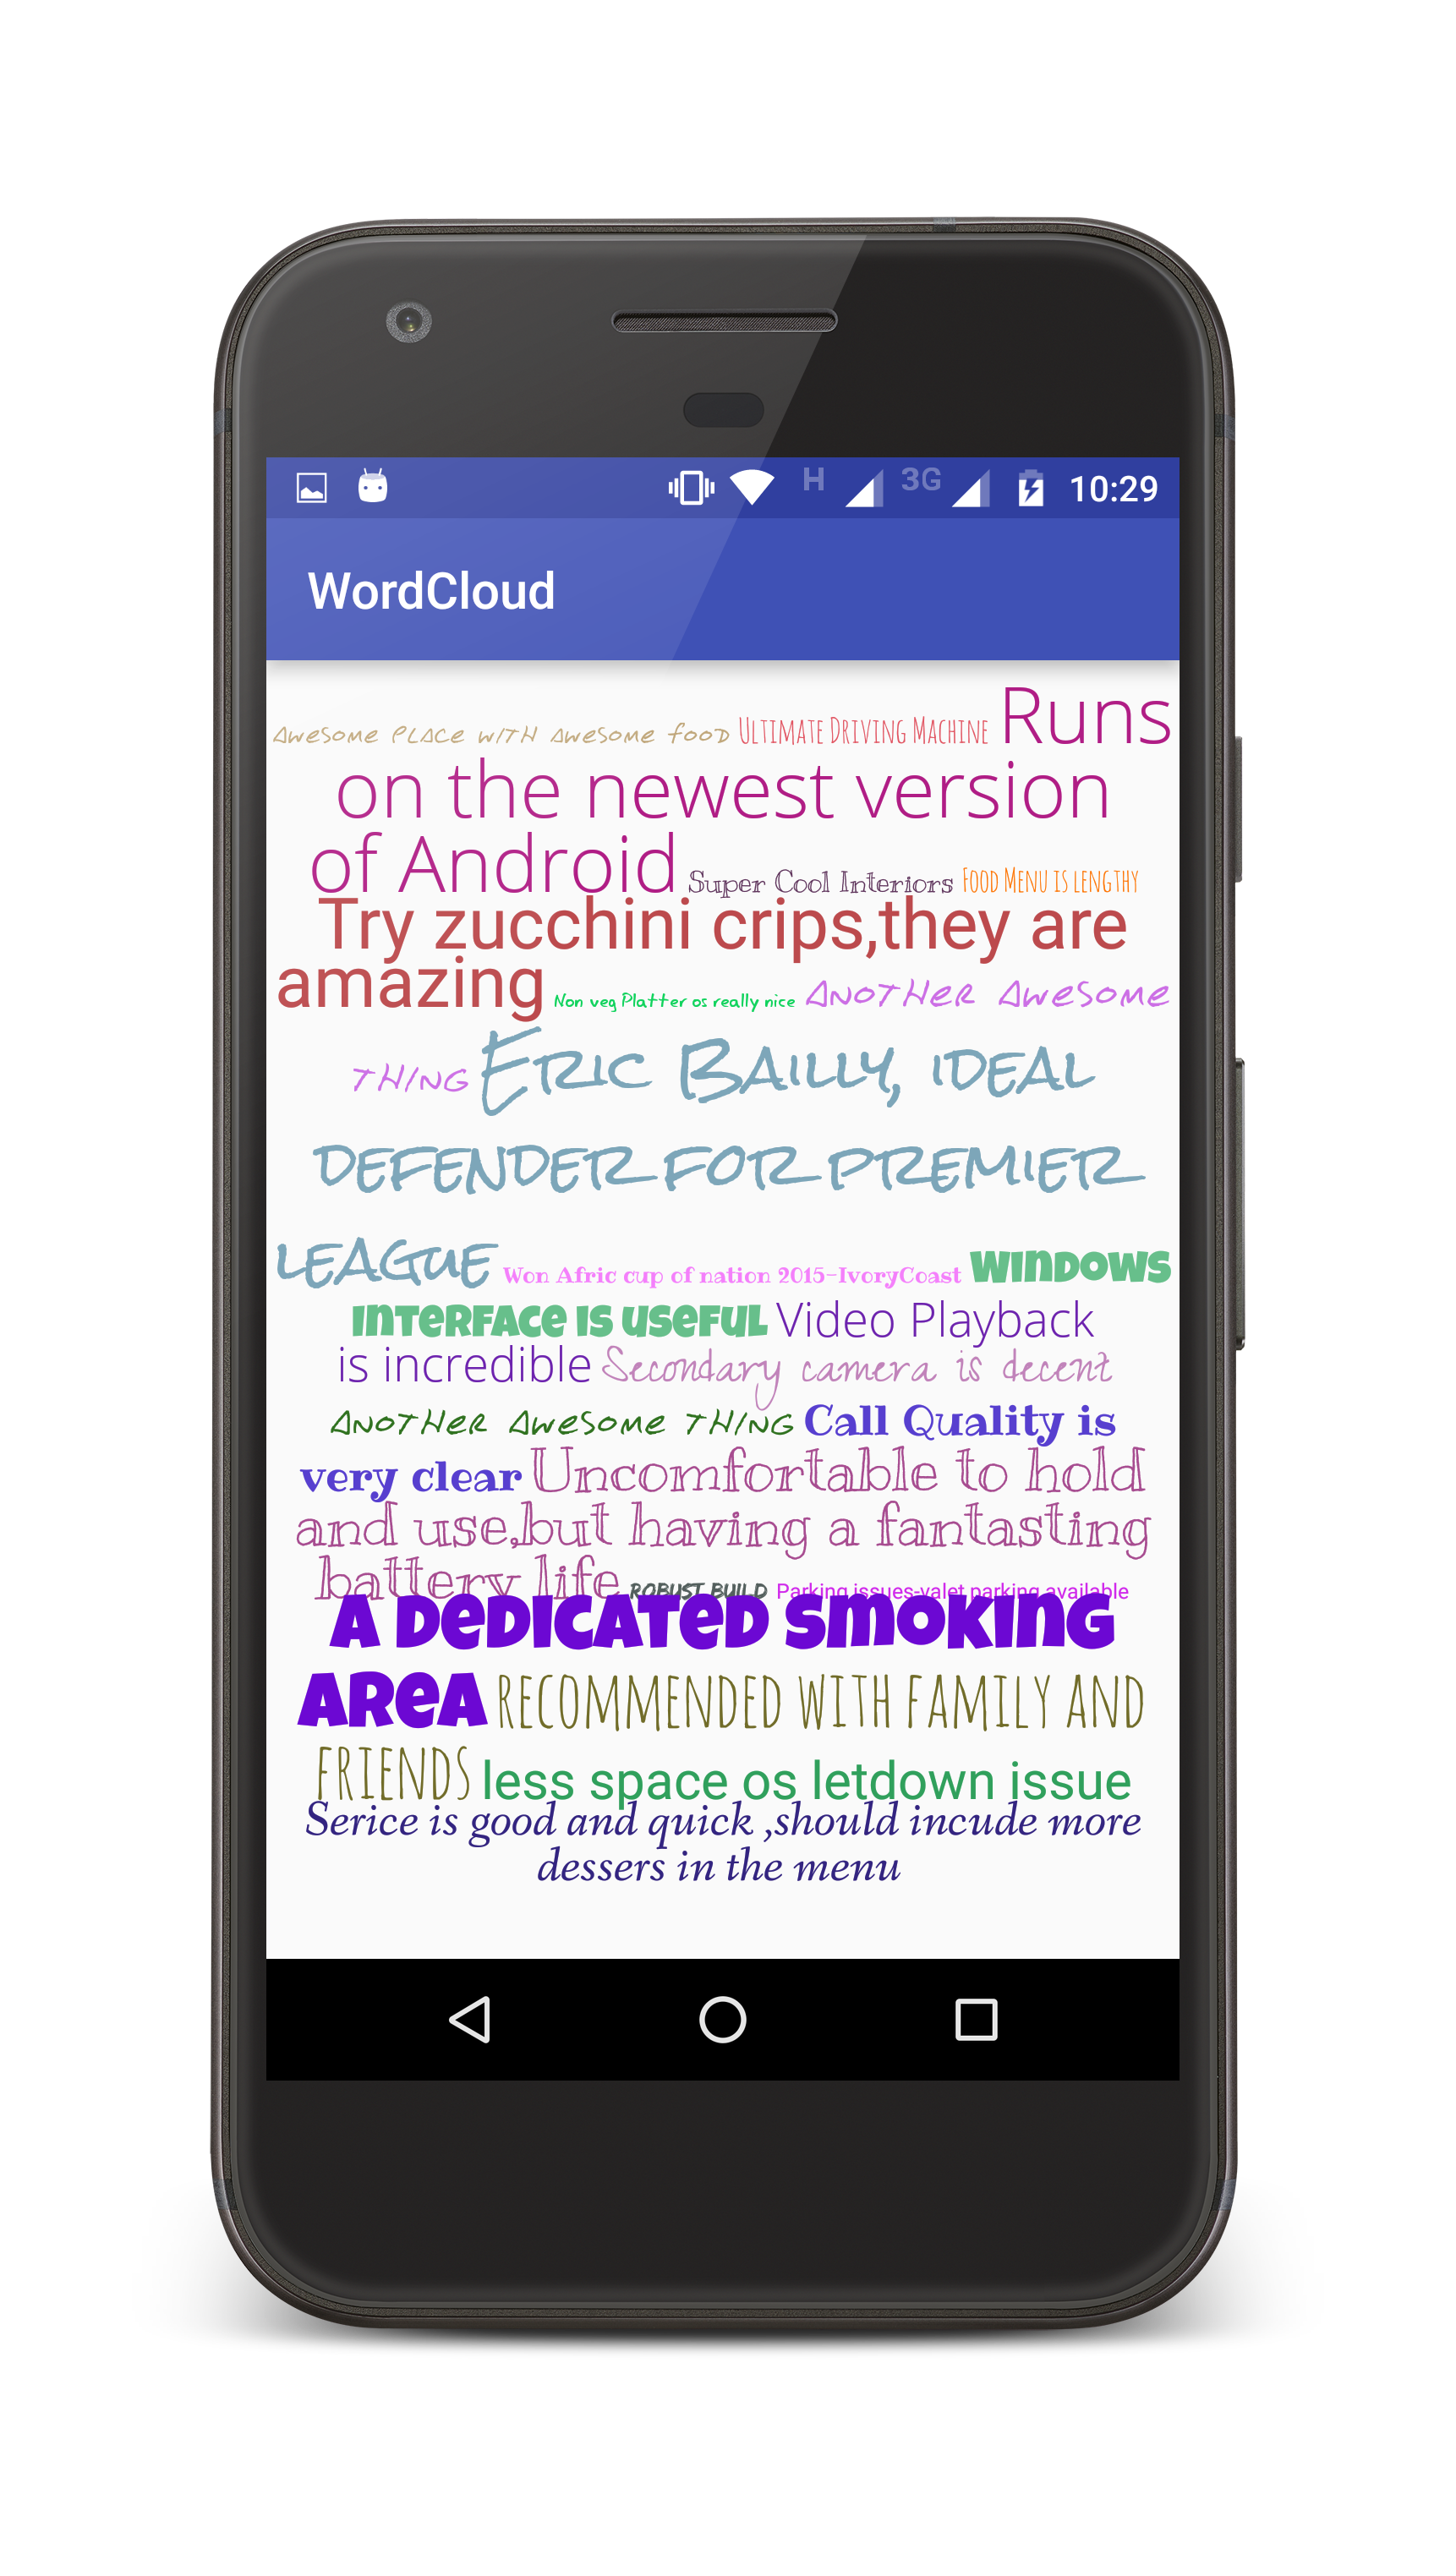 H 3G 10:29
WordCloud
Awesome place with awesome food Ultimate Driving Machine Runs
on the newest version
of Android Super Cool Interiors Food Menu is lengthy
Try zucchini crips,they are
amazing Non veg Platter os really nice Another awesome
thing Eric Bailly, ideal
defender for premier
league Won Afric cup of nation 2015-IvoryCoast Windows
interface is useful Video Playback
is incredible Secondary camera is decent
Another awesome thing Call Quality is
very clear Uncomfortable to hold
and use,but having a fantasting
battery life Robust build Parking issues-valet parking available
A dedicated smoking
area recommended with family and
friends less space os letdown issue
Serice is good and quick ,should incude more
dessers in the menu